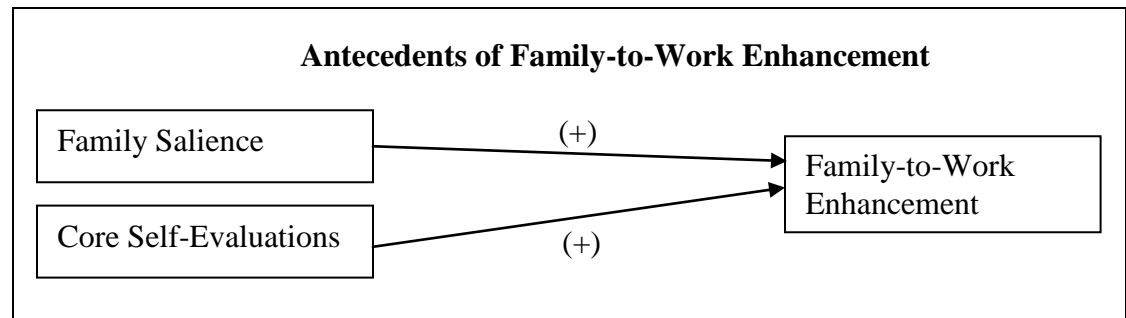 Antecedents of Family-to-Work Enhancement
Family Salience
(+)
Family-to-Work
Enhancement
Core Self-Evaluations
(+)